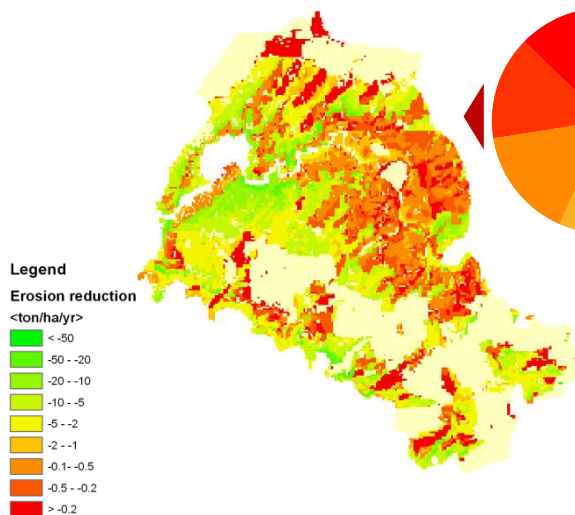 Legend
Erosion reduction
<ton/ha/yr>
< -50
-50 - -20
-20 - -10
-10 - -5
-5 - -2
-2 - -1
-0.1- -0.5
-0.5 - -0.2
> -0.2